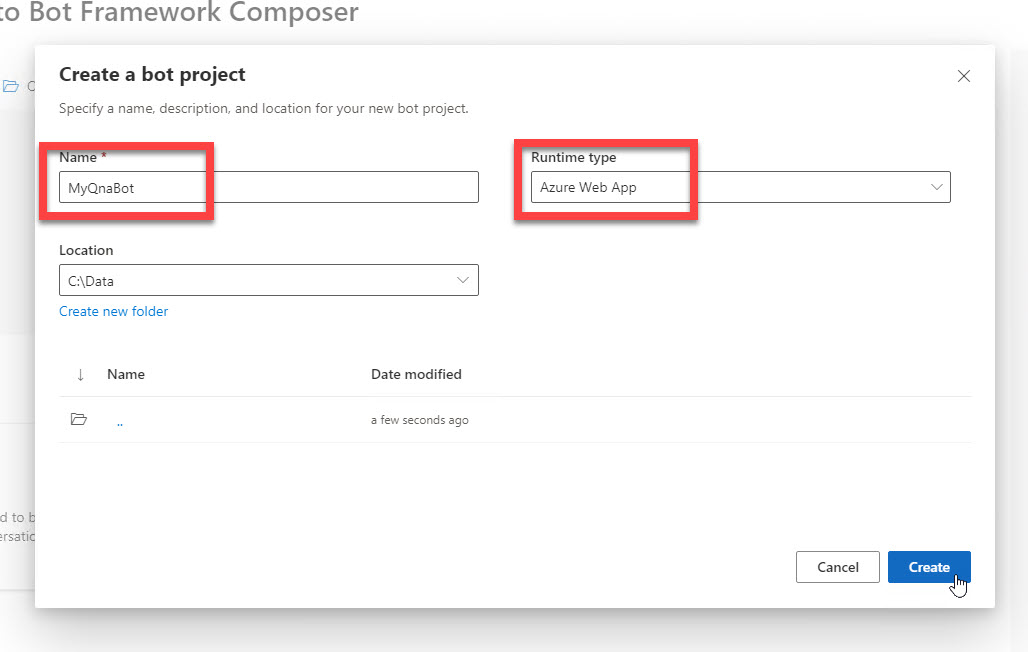 to Bot Framework Composer
Create a bot project
Specify a name, description, and location for your new bot project.
Name *
Runtime type
MyQnaBot
Azure Web App
Location
C:\Data
Create new folder
↓ Name Date modified
.. a few seconds ago
d to b
ersatic
Cancel Create